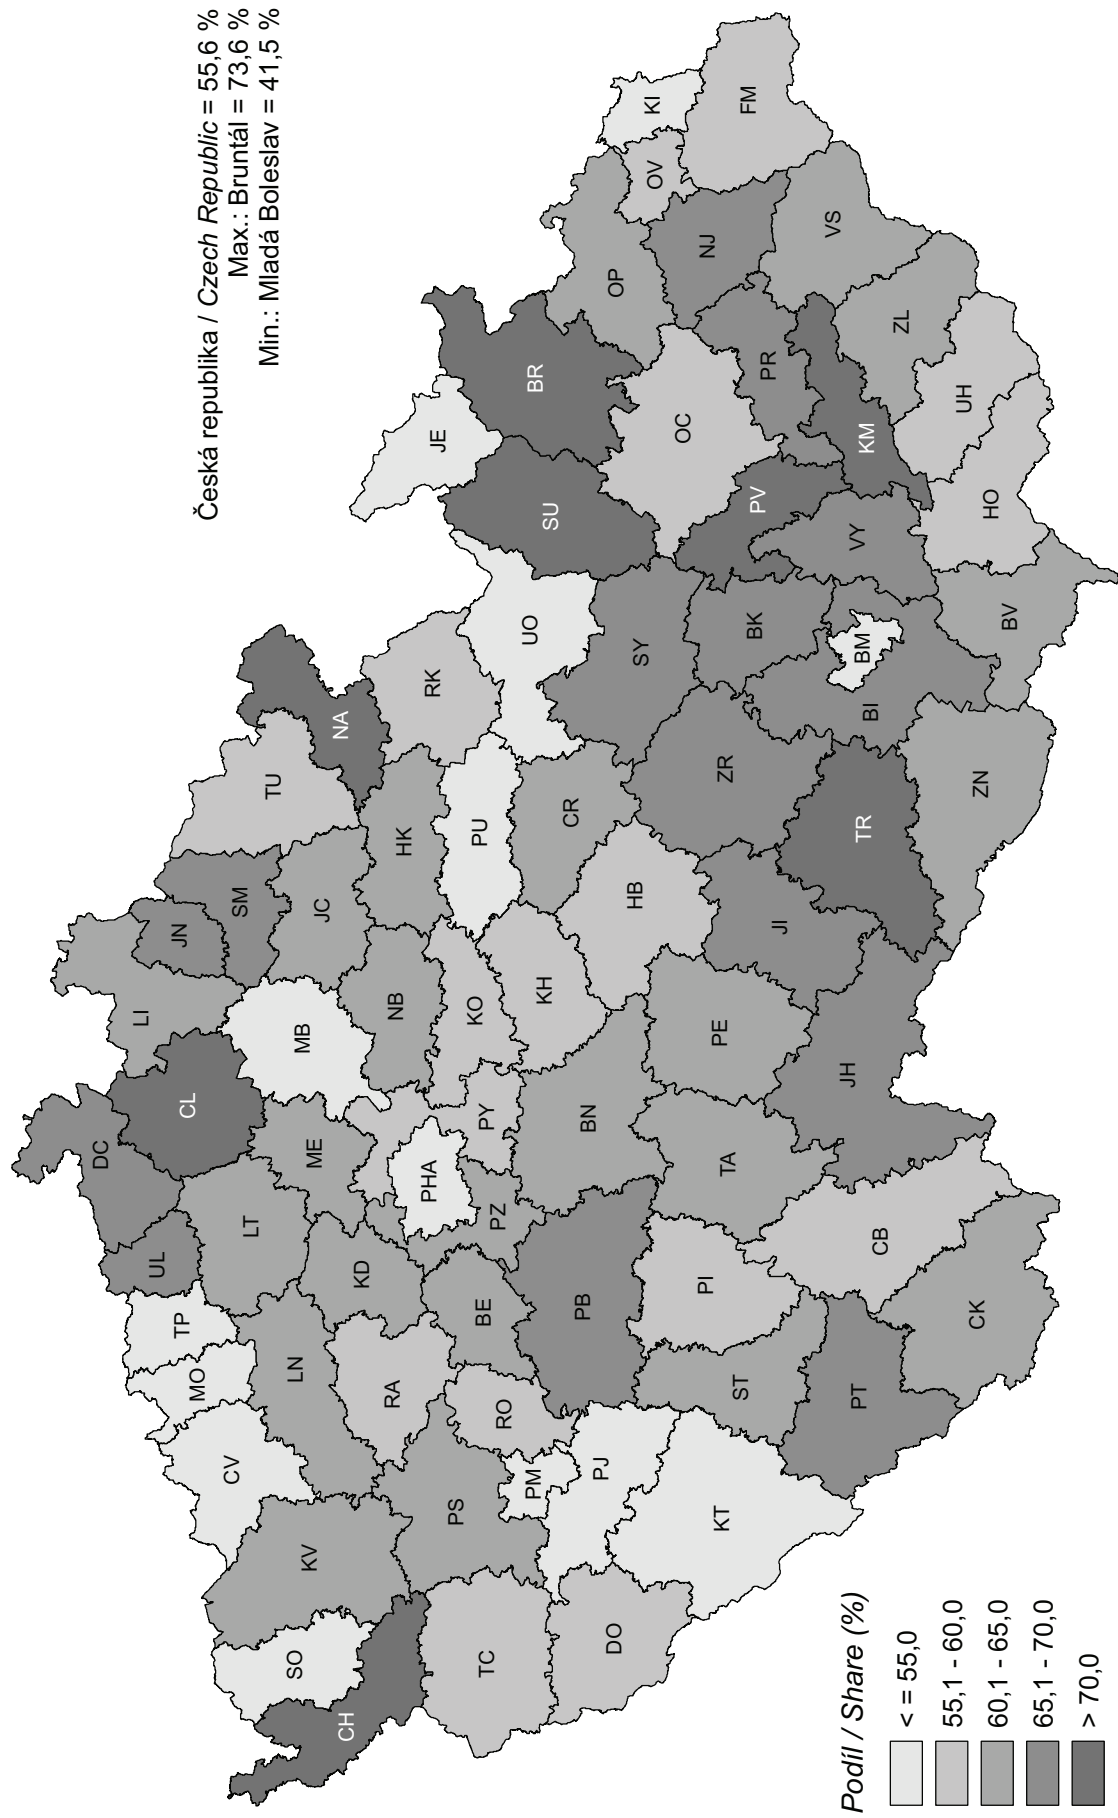 Česká republika / Czech Republic = 55,6 %
Max.: Bruntál = 73,6 %
Min.: Mladá Boleslav = 41,5 %
DC
LI
JN
SM
TU
NA
UL
CL
TP
LT
MB
JC
MO
ME
HK
RK
JE
CV
LN
KD
NB
PU
UO
SU
BR
SO
KV
RA
PHA
KO
CH
BE
PZ
PY
KH
CR
OP
OV
KI
PS
RO
PM
PB
BN
HB
SY
OC
NJ
FM
TC
PJ
DO
PI
TA
PE
ZR
BK
PV
PR
VS
KT
ST
JH
JI
TR
BI
BM
VY
KM
ZL
PT
CB
ZN
BV
HO
UH
CK
Podíl / Share (%)
< = 55,0
55,1 - 60,0
60,1 - 65,0
65,1 - 70,0
> 70,0